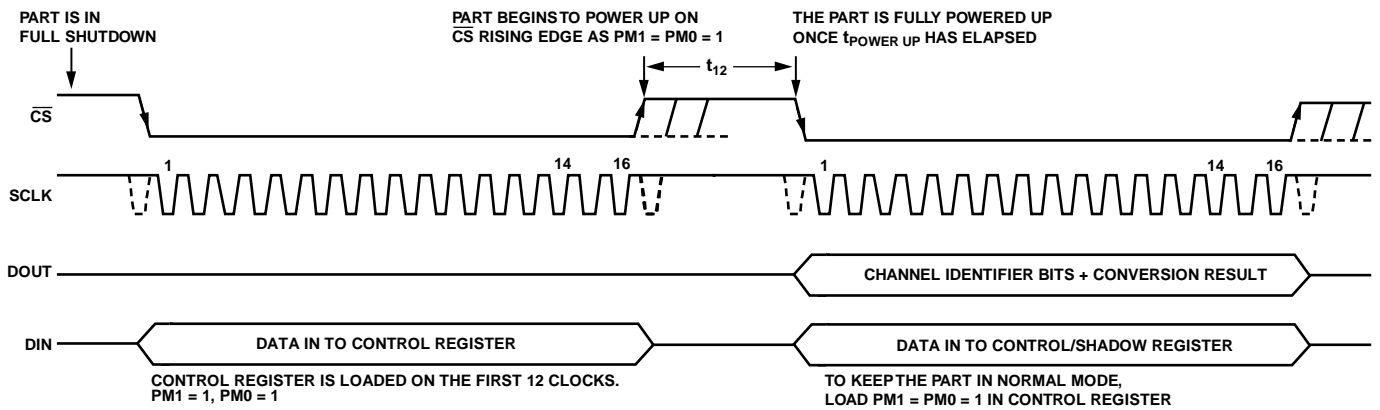 PART IS IN
FULL SHUTDOWN
PART BEGINS TO POWER UP ON
CS RISING EDGE AS PM1 = PM0 = 1
THE PART IS FULLY POWERED UP
ONCE tPOWER UP HAS ELAPSED
t12
CS
1
14
16
1
14
16
SCLK
DOUT
CHANNEL IDENTIFIER BITS + CONVERSION RESULT
DIN
DATA IN TO CONTROL REGISTER
DATA IN TO CONTROL/SHADOW REGISTER
CONTROL REGISTER IS LOADED ON THE FIRST 12 CLOCKS.
PM1 = 1, PM0 = 1
TO KEEP THE PART IN NORMAL MODE,
LOAD PM1 = PM0 = 1 IN CONTROL REGISTER